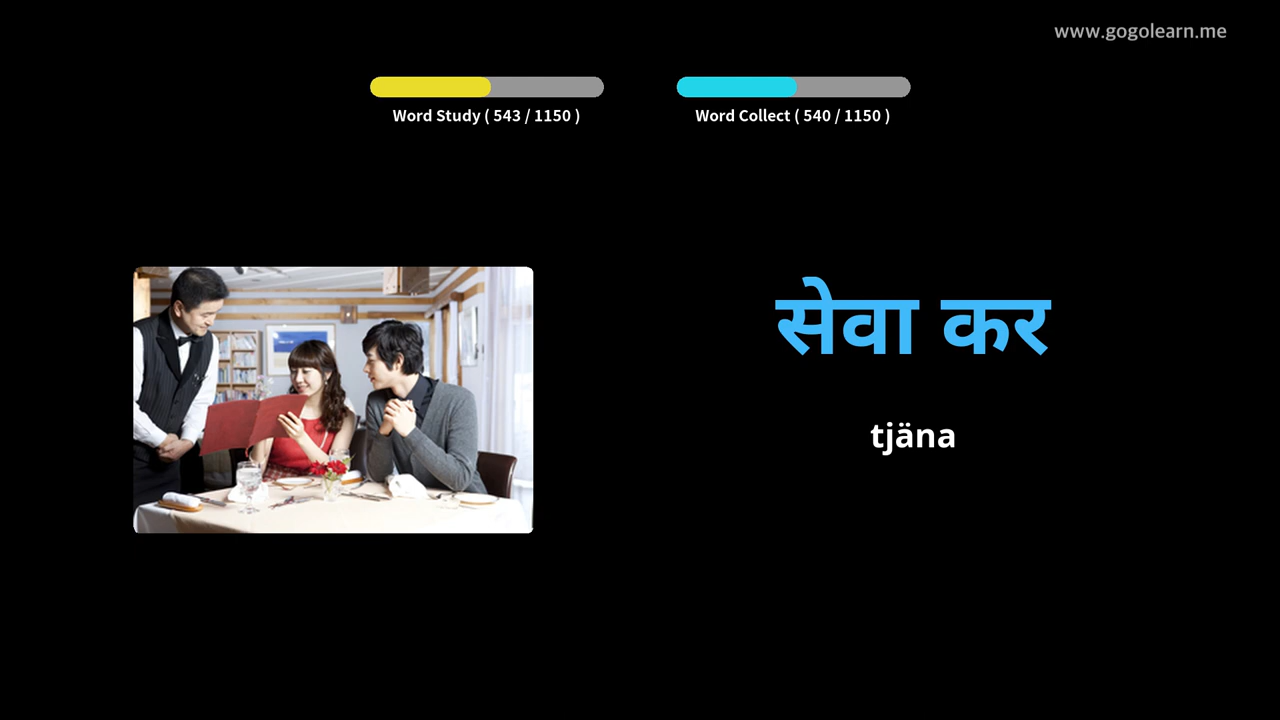 www.gogolearn.me
Word Study ( 543 / 1150 )
Word Collect ( 540 / 1150 )
सेवा कर
tjäna